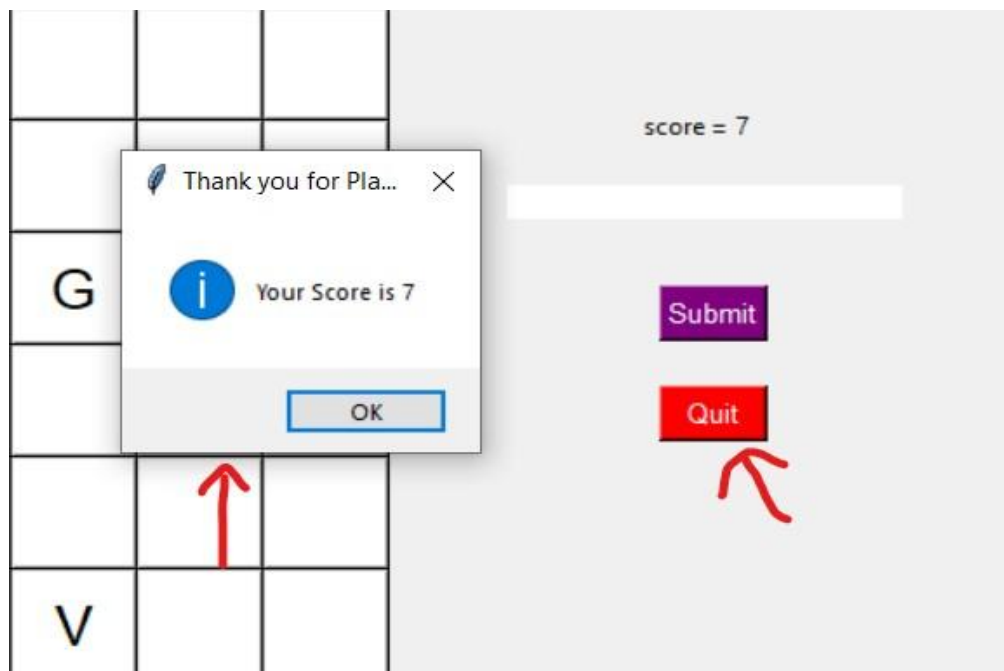 score = 7
Thank you for Pla...
G
i
Your Score is 7
Submit
OK
Quit
V